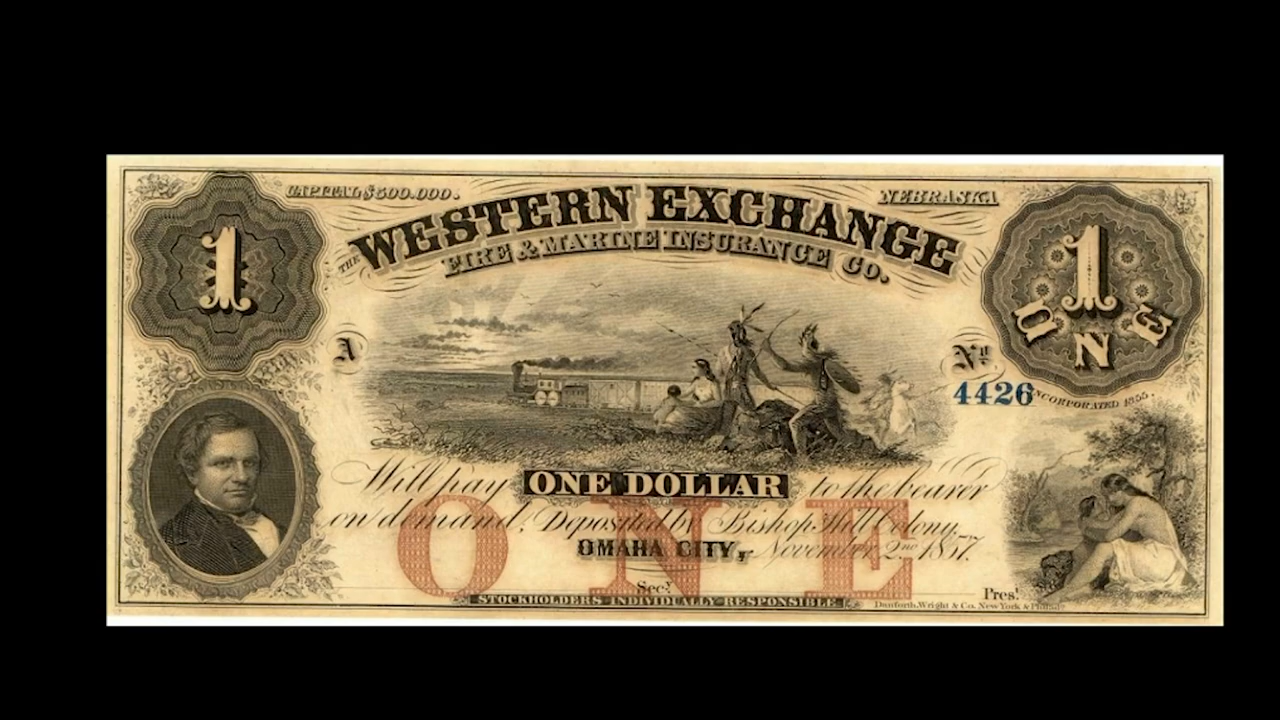 CAPITAL $500.000.
NEBRASKA
THE WESTERN EXCHANGE
FIRE & MARINE INSURANCE CO.
1
1
ONE
A
No
4426
INCORPORATED 1855.
Will pay ONE DOLLAR to the bearer
on demand, Deposited by Bishop Hill Colony.
OMAHA CITY, November 2nd 1857.
ONE
Secy
Prest
STOCKHOLDERS INDIVIDUALLY RESPONSIBLE
Danforth, Wright & Co. New York & Philada